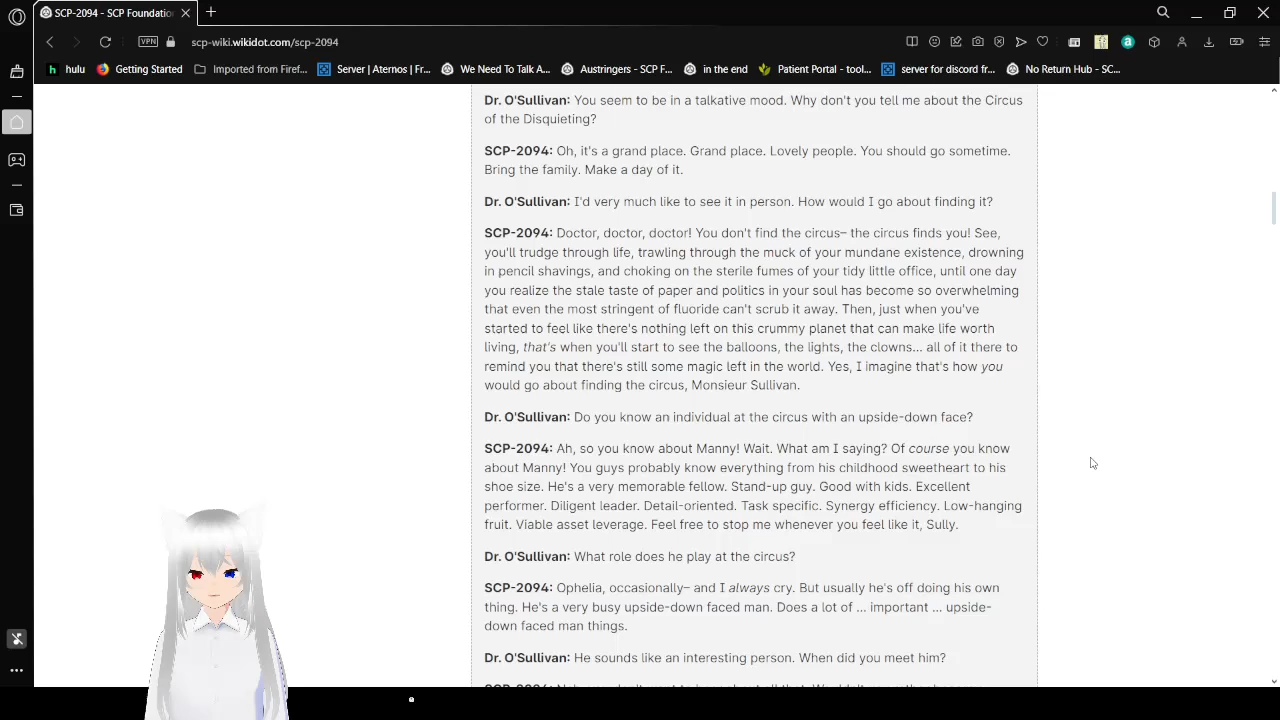 SCP-2094 - SCP Foundatio
scp-wiki.wikidot.com/scp-2094
VPN
hulu
Getting Started
Imported from Firef...
Server | Aternos | Fr...
We Need To Talk A...
Austringers - SCP F...
in the end
Patient Portal - tool...
server for discord fr...
No Return Hub - SC...
Dr. O'Sullivan: You seem to be in a talkative mood. Why don't you tell me about the Circus
of the Disquieting?
SCP-2094: Oh, it's a grand place. Grand place. Lovely people. You should go sometime.
Bring the family. Make a day of it.
Dr. O'Sullivan: I'd very much like to see it in person. How would I go about finding it?
SCP-2094: Doctor, doctor, doctor! You don't find the circus– the circus finds you! See,
you'll trudge through life, trawling through the muck of your mundane existence, drowning
in pencil shavings, and choking on the sterile fumes of your tidy little office, until one day
you realize the stale taste of paper and politics in your soul has become so overwhelming
that even the most stringent of fluoride can't scrub it away. Then, just when you've
started to feel like there's nothing left on this crummy planet that can make life worth
living, that's when you'll start to see the balloons, the lights, the clowns... all of it there to
remind you that there's still some magic left in the world. Yes, I imagine that's how you
would go about finding the circus, Monsieur Sullivan.
Dr. O'Sullivan: Do you know an individual at the circus with an upside-down face?
SCP-2094: Ah, so you know about Manny! Wait. What am I saying? Of course you know
about Manny! You guys probably know everything from his childhood sweetheart to his
shoe size. He's a very memorable fellow. Stand-up guy. Good with kids. Excellent
performer. Diligent leader. Detail-oriented. Task specific. Synergy efficiency. Low-hanging
fruit. Viable asset leverage. Feel free to stop me whenever you feel like it, Sully.
Dr. O'Sullivan: What role does he play at the circus?
SCP-2094: Ophelia, occasionally– and I always cry. But usually he's off doing his own
thing. He's a very busy upside-down faced man. Does a lot of ... important ... upside-
down faced man things.
Dr. O'Sullivan: He sounds like an interesting person. When did you meet him?